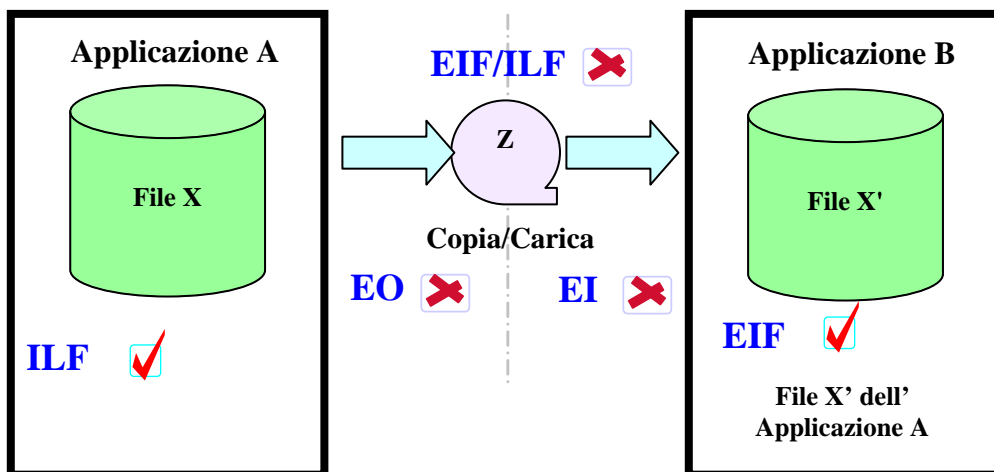 Applicazione A
File X
ILF
EIF/ILF
Z
Copia/Carica
EO
EI
Applicazione B
File X'
EIF
File X’ dell’
Applicazione A